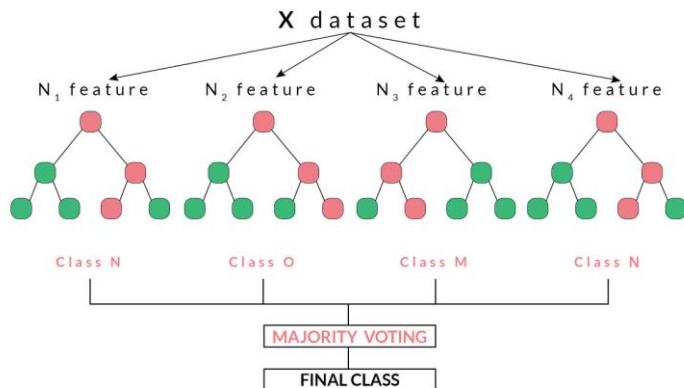 X dataset
N₁ feature
N₂ feature
N₃ feature
N₄ feature
Class N
Class O
Class M
Class N
MAJORITY VOTING
FINAL CLASS